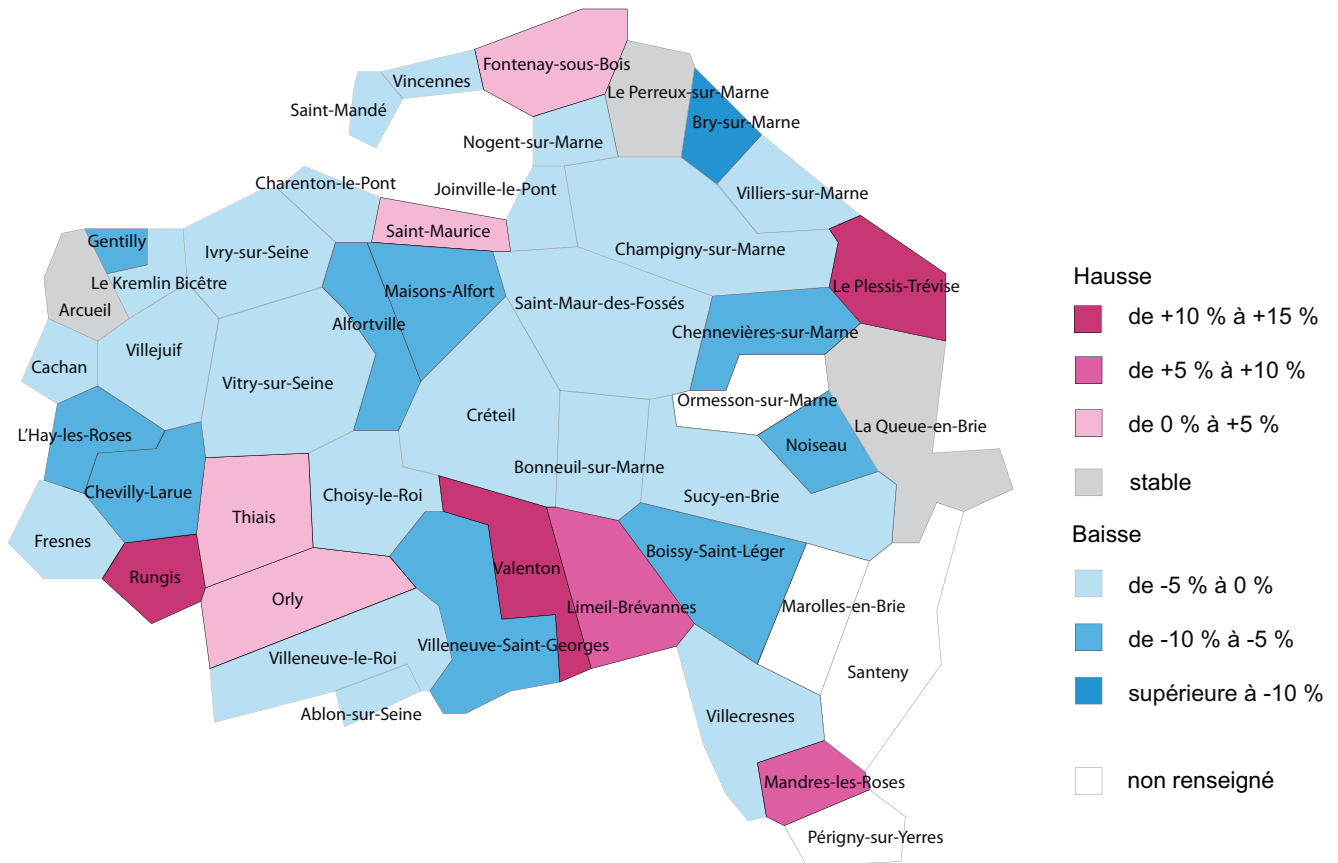 Fontenay-sous-Bois
Vincennes
Le Perreux-sur-Marne
Saint-Mandé
Bry-sur-Marne
Nogent-sur-Marne
Charenton-le-Pont
Joinville-le-Pont
Villiers-sur-Marne
Saint-Maurice
Gentilly
Ivry-sur-Seine
Champigny-sur-Marne
Le Kremlin Bicêtre
Maisons-Alfort
Le Plessis-Trévise
Arcueil
Saint-Maur-des-Fossés
Alfortville
Chennevières-sur-Marne
Villejuif
Cachan
Vitry-sur-Seine
Ormesson-sur-Marne
Créteil
La Queue-en-Brie
L'Hay-les-Roses
Noiseau
Bonneuil-sur-Marne
Chevilly-Larue
Choisy-le-Roi
Sucy-en-Brie
Thiais
Fresnes
Boissy-Saint-Léger
Valenton
Rungis
Orly
Limeil-Brévannes
Marolles-en-Brie
Villeneuve-Saint-Georges
Villeneuve-le-Roi
Santeny
Ablon-sur-Seine
Villecresnes
Mandres-les-Roses
Périgny-sur-Yerres
Hausse
de +10 % à +15 %
de +5 % à +10 %
de 0 % à +5 %
stable
Baisse
de -5 % à 0 %
de -10 % à -5 %
supérieure à -10 %
non renseigné